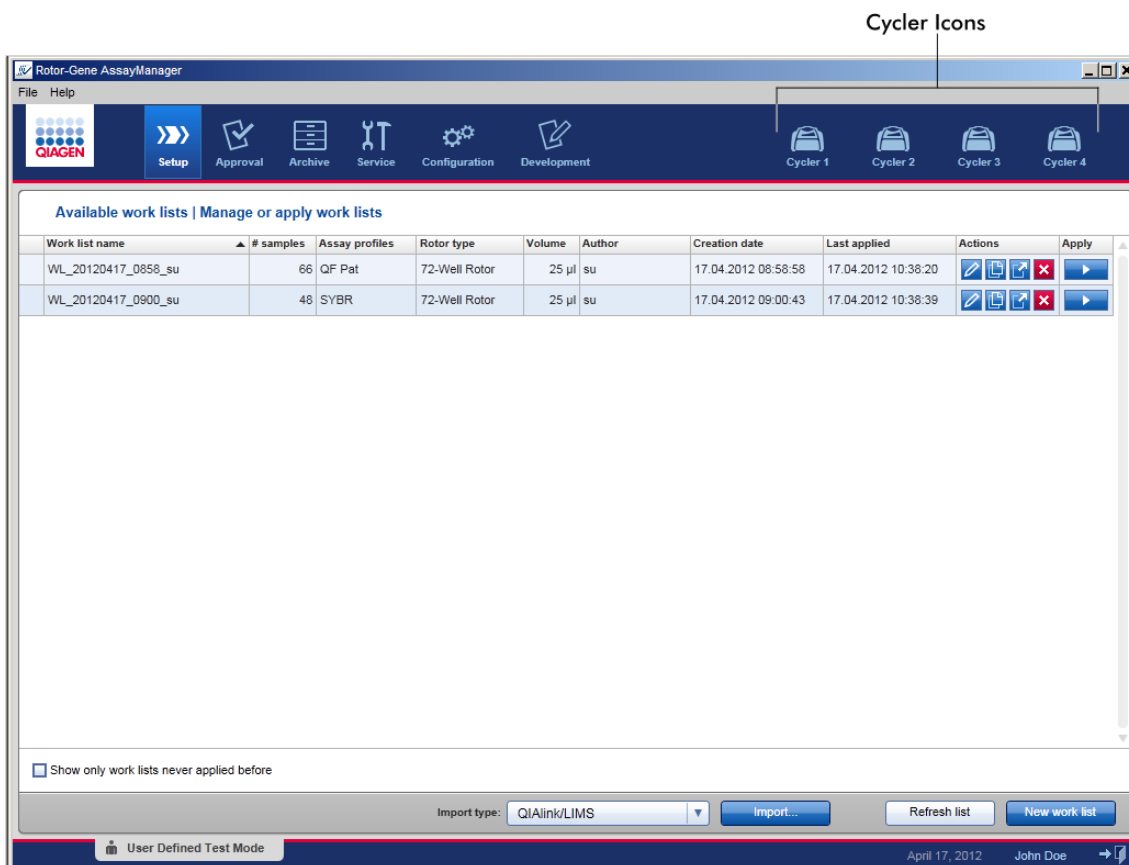 Cycler Icons
Rotor-Gene AssayManager
File Help
QIAGEN
Setup Approval Archive Service Configuration Development Cycler 1 Cycler 2 Cycler 3 Cycler 4
Available work lists | Manage or apply work lists
Work list name # samples Assay profiles Rotor type Volume Author Creation date Last applied Actions Apply
WL_20120417_0858_su 66 QF Pat 72-Well Rotor 25 µl su 17.04.2012 08:58:58 17.04.2012 10:38:20
WL_20120417_0900_su 48 SYBR 72-Well Rotor 25 µl su 17.04.2012 09:00:43 17.04.2012 10:38:39
Show only work lists never applied before
Import type: QIAlink/LIMS Import... Refresh list New work list
User Defined Test Mode April 17, 2012 John Doe